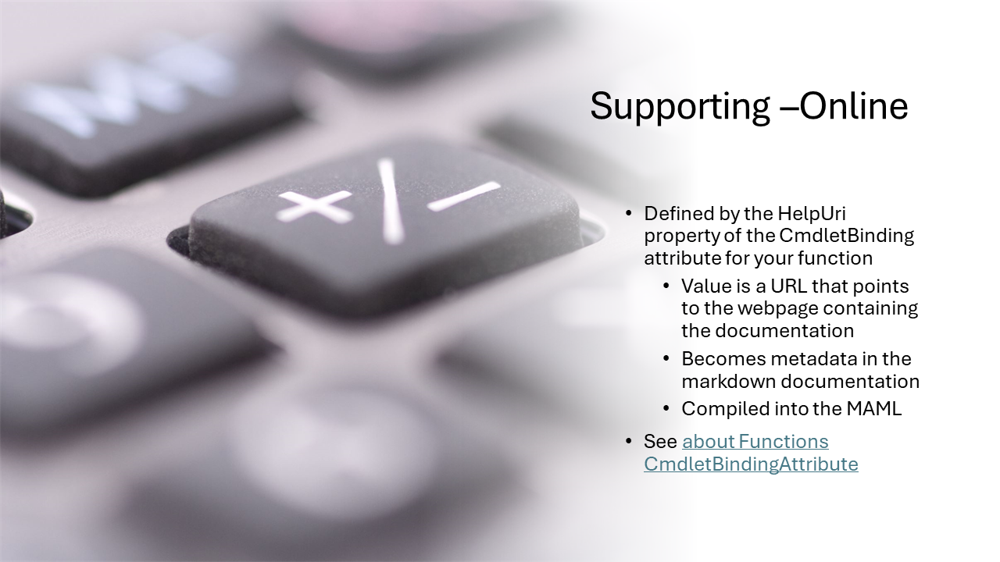 Supporting –Online
M+
+/−
• Defined by the HelpUri
property of the CmdletBinding
attribute for your function
• Value is a URL that points
to the webpage containing
the documentation
• Becomes metadata in the
markdown documentation
• Compiled into the MAML
• See about Functions
CmdletBindingAttribute